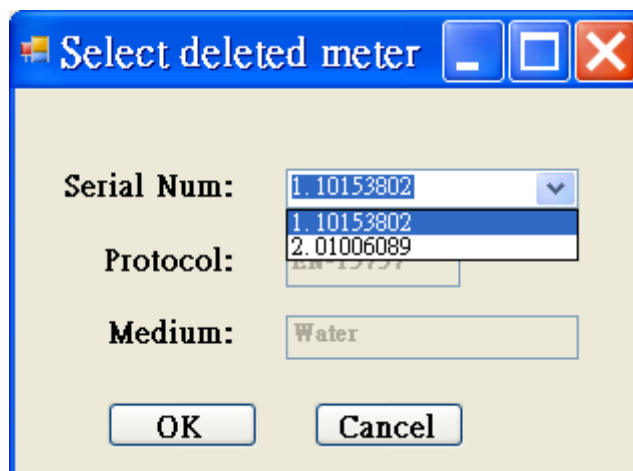 Select deleted meter
Serial Num: 1. 10153802
1. 10153802
2. 01006089
Protocol:
Medium: Water
OK Cancel